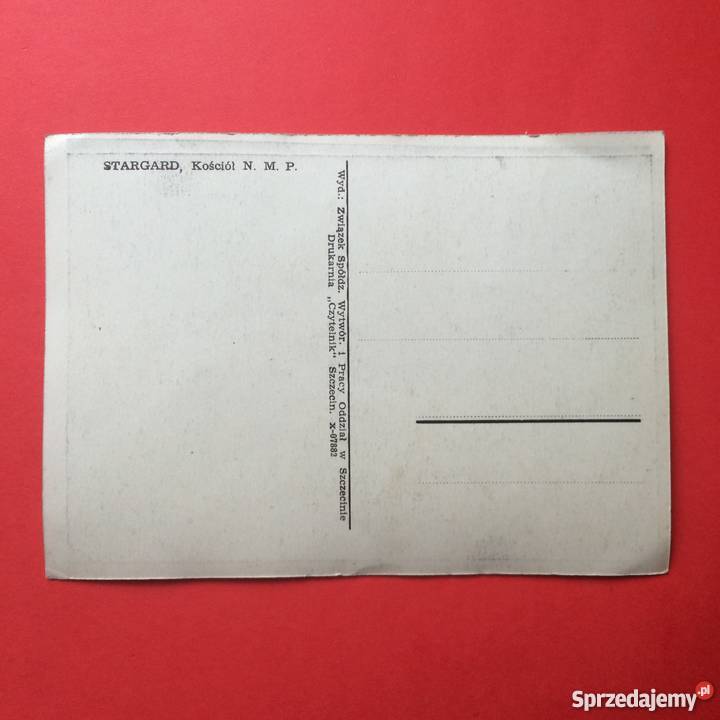 STARGARD, Kościół N. M. P.
Wyd.: Związek Spółdz. Wytwór. i Pracy Oddział w Szczecinie
Drukarnia „Czytelnik" Szczecin. x-07882
Sprzedajemy.pl